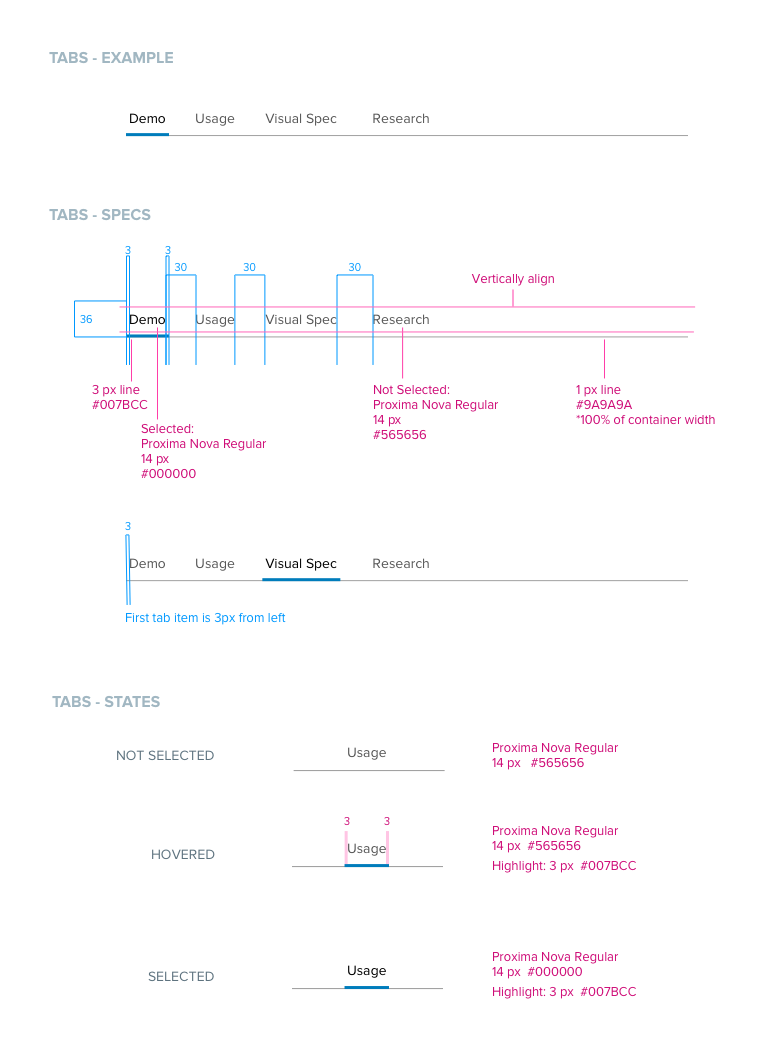 TABS - EXAMPLE
Demo Usage Visual Spec Research
TABS - SPECS
3 3
30 30 30
Vertically align
36 Demo Usage Visual Spec Research
3 px line
#007BCC
Selected:
Proxima Nova Regular
14 px
#000000
Not Selected:
Proxima Nova Regular
14 px
#565656
1 px line
#9A9A9A
*100% of container width
3
Demo Usage Visual Spec Research
First tab item is 3px from left
TABS - STATES
NOT SELECTED
Usage
Proxima Nova Regular
14 px #565656
3 3
HOVERED
Usage
Proxima Nova Regular
14 px #565656
Highlight: 3 px #007BCC
SELECTED
Usage
Proxima Nova Regular
14 px #000000
Highlight: 3 px #007BCC